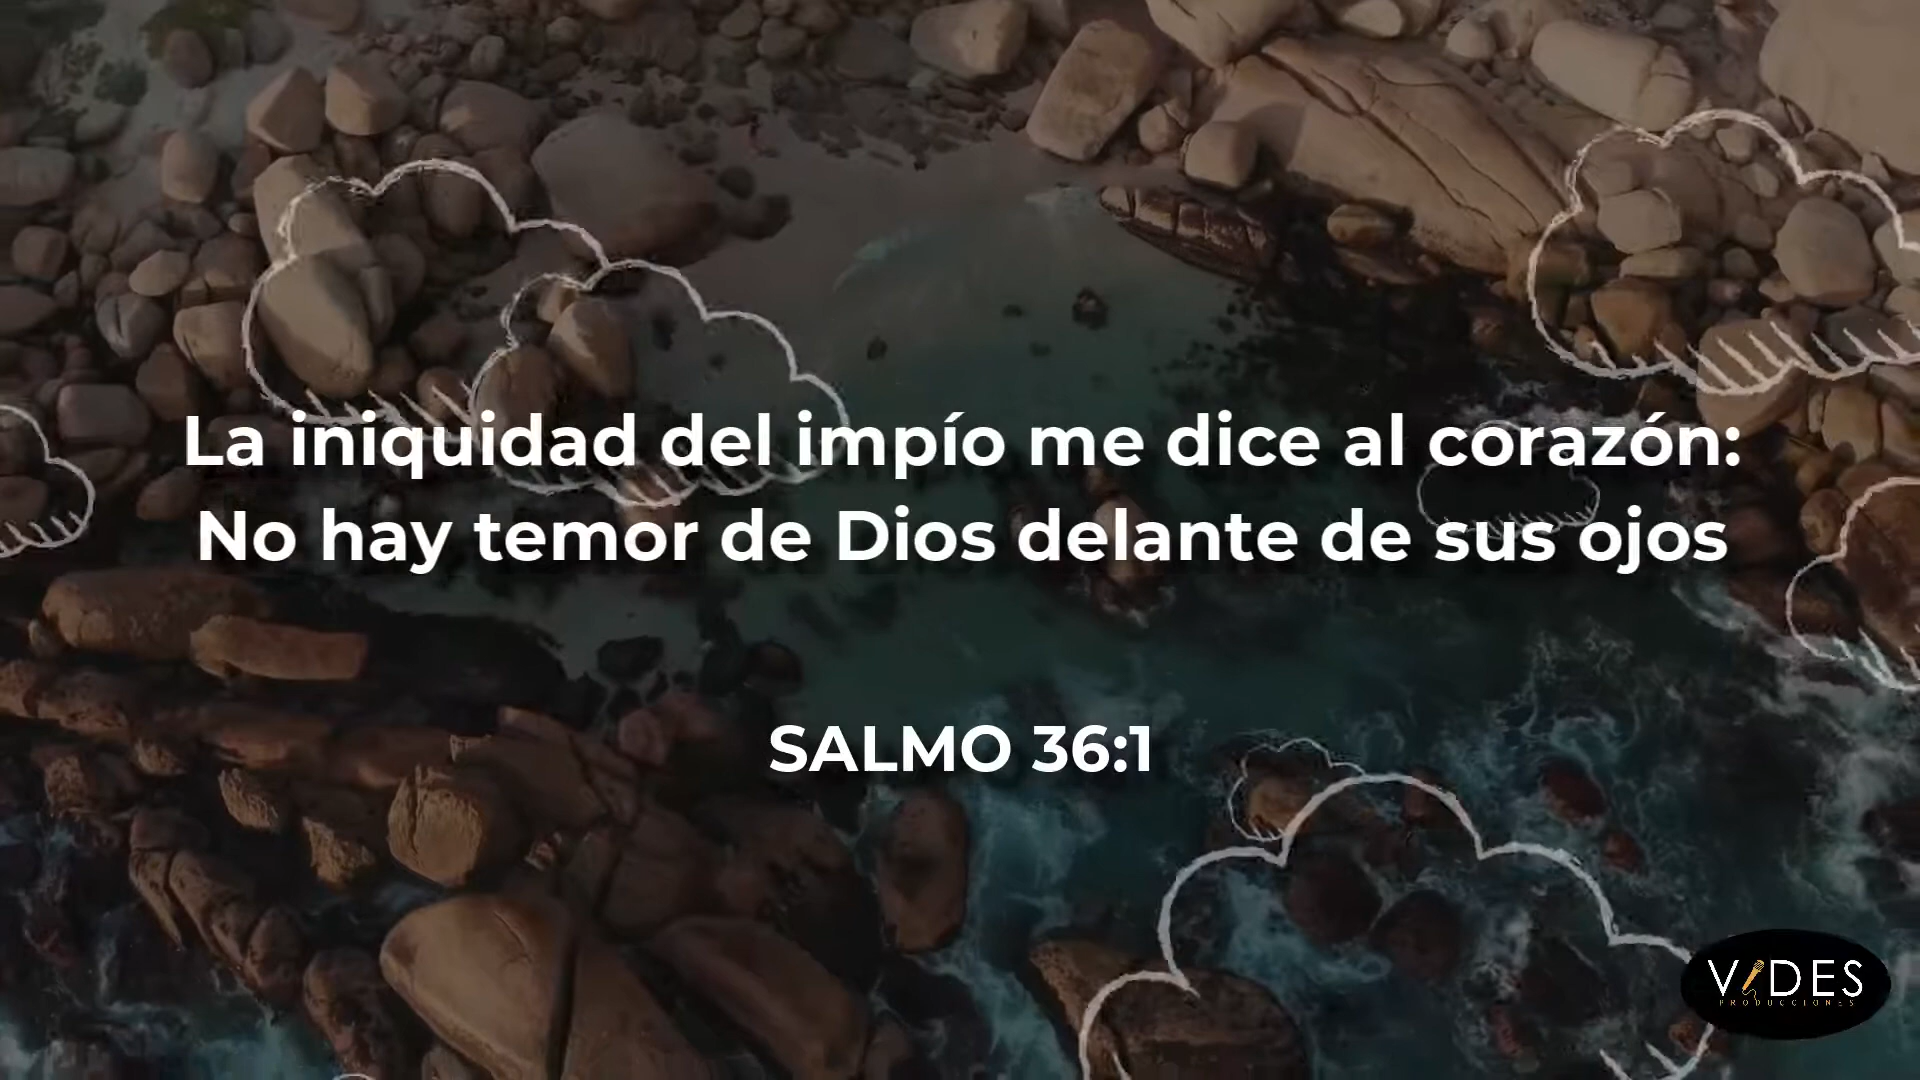 La iniquidad del impío me dice al corazón:
No hay temor de Dios delante de sus ojos
SALMO 36:1
VIDES
PRODUCCIONES